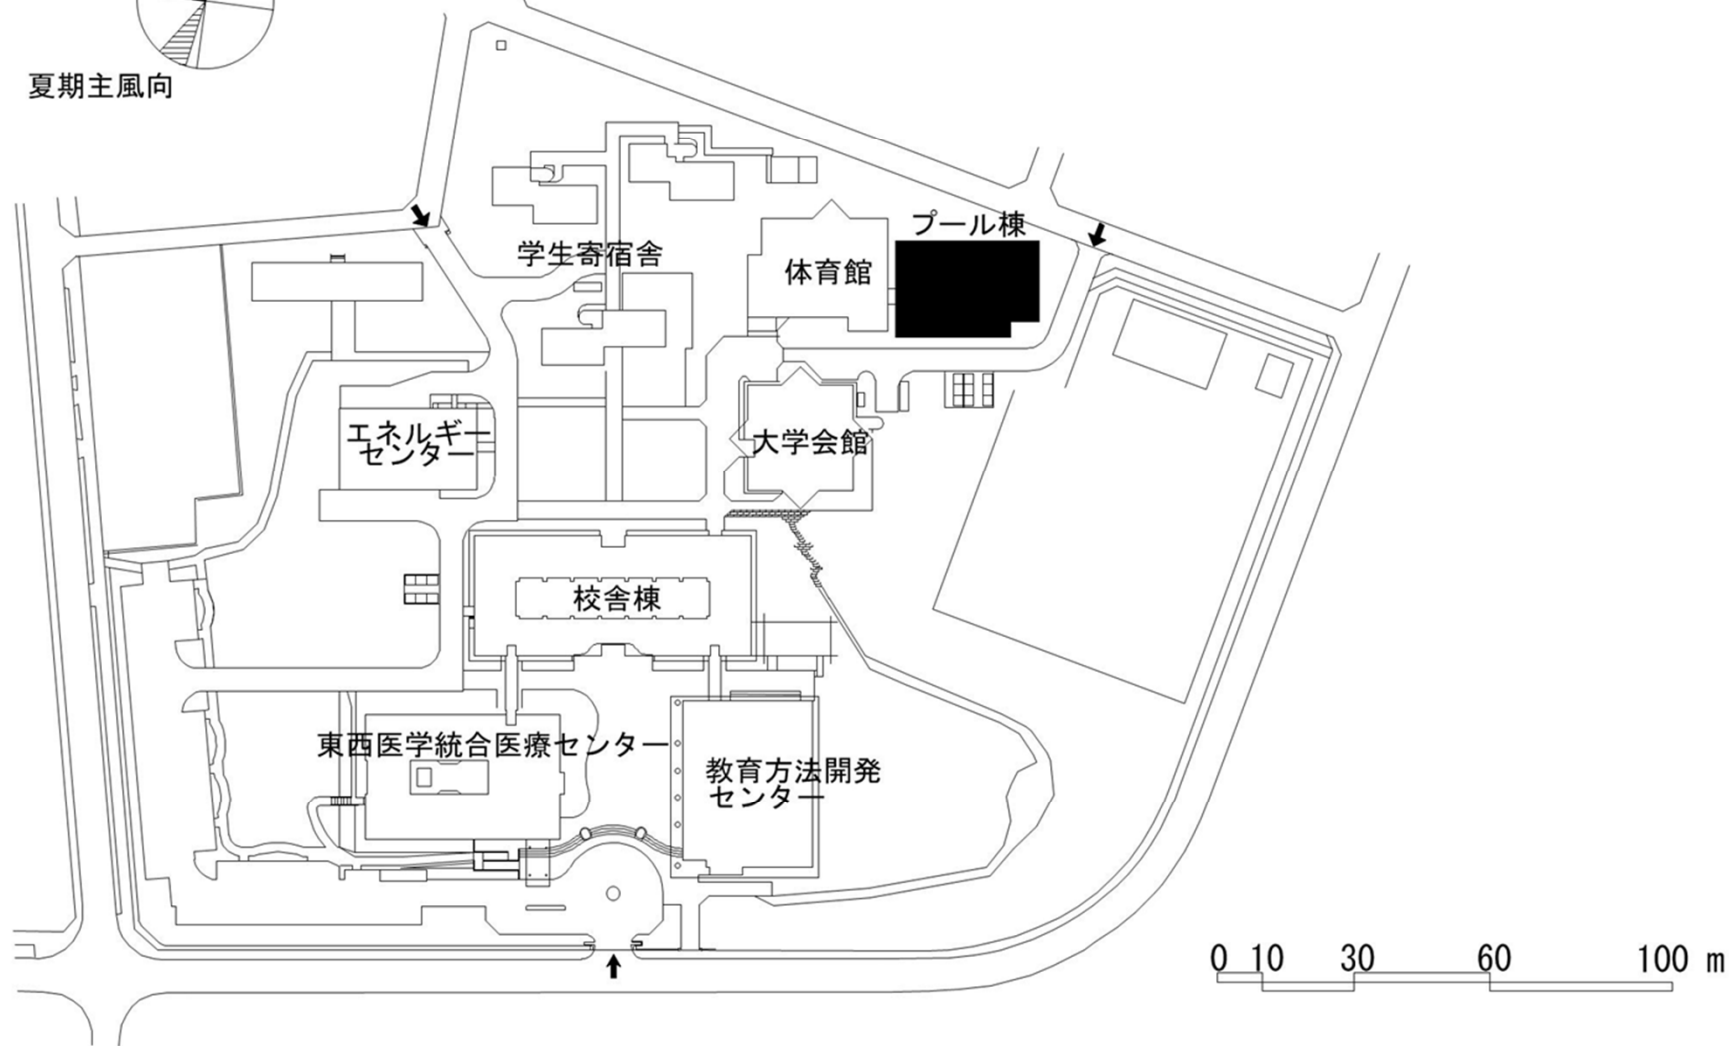 夏期主風向
プール棟
学生寄宿舎
体育館
エネルギー
センター
大学会館
校舎棟
東西医学統合医療センター
教育方法開発
センター
0 10 30 60 100 m